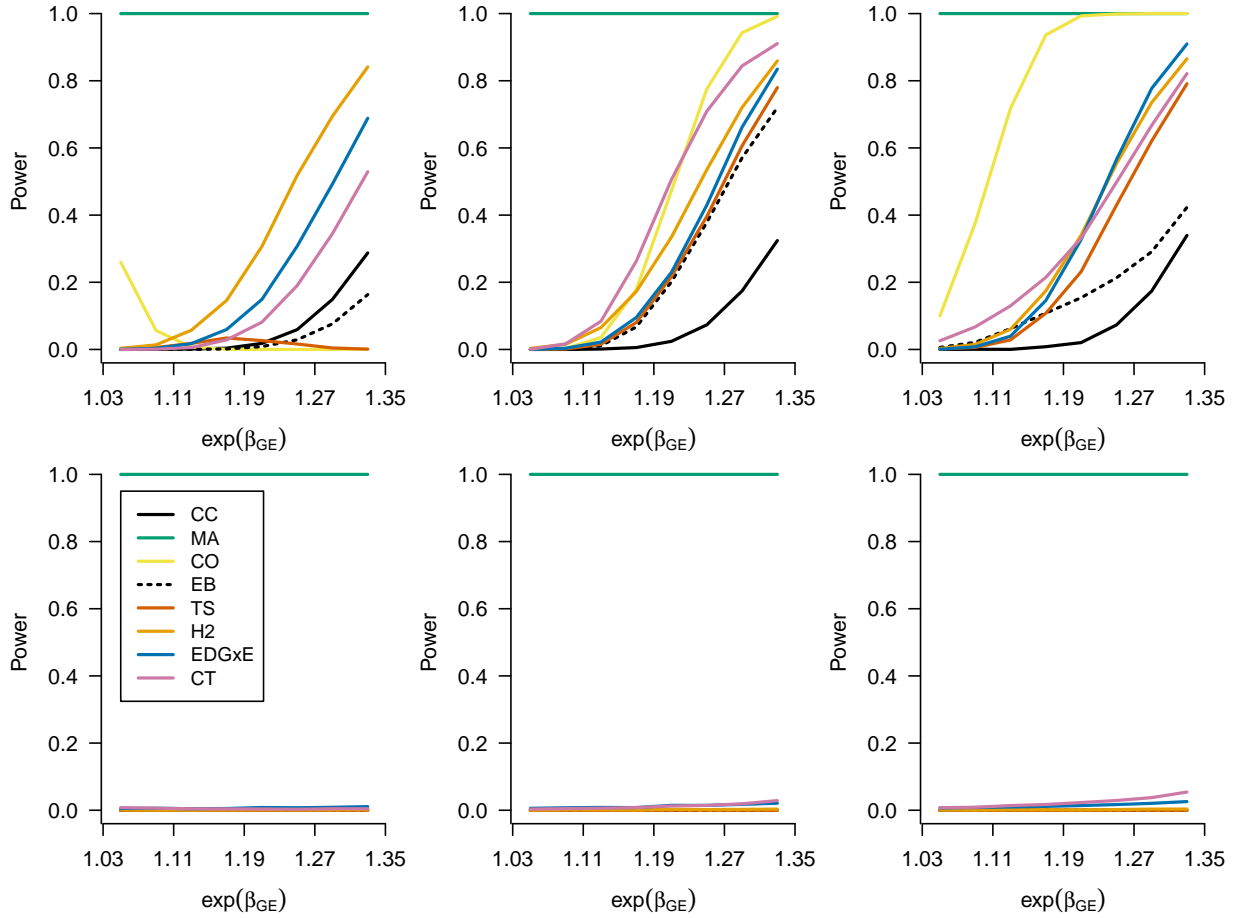 1.0 1.0 1.0
0.8 0.8 0.8
0.6 0.6 0.6
Power Power Power
0.4 0.4 0.4
0.2 0.2 0.2
0.0 0.0 0.0
1.03 1.11 1.19 1.27 1.35 1.03 1.11 1.19 1.27 1.35 1.03 1.11 1.19 1.27 1.35
exp(βGE) exp(βGE) exp(βGE)
1.0 1.0 1.0
CC
MA
0.8 0.8 0.8
CO
EB
0.6 0.6 0.6
TS
Power Power Power
H2
EDGxE
0.4 0.4 0.4
CT
0.2 0.2 0.2
0.0 0.0 0.0
1.03 1.11 1.19 1.27 1.35 1.03 1.11 1.19 1.27 1.35 1.03 1.11 1.19 1.27 1.35
exp(βGE) exp(βGE) exp(βGE)